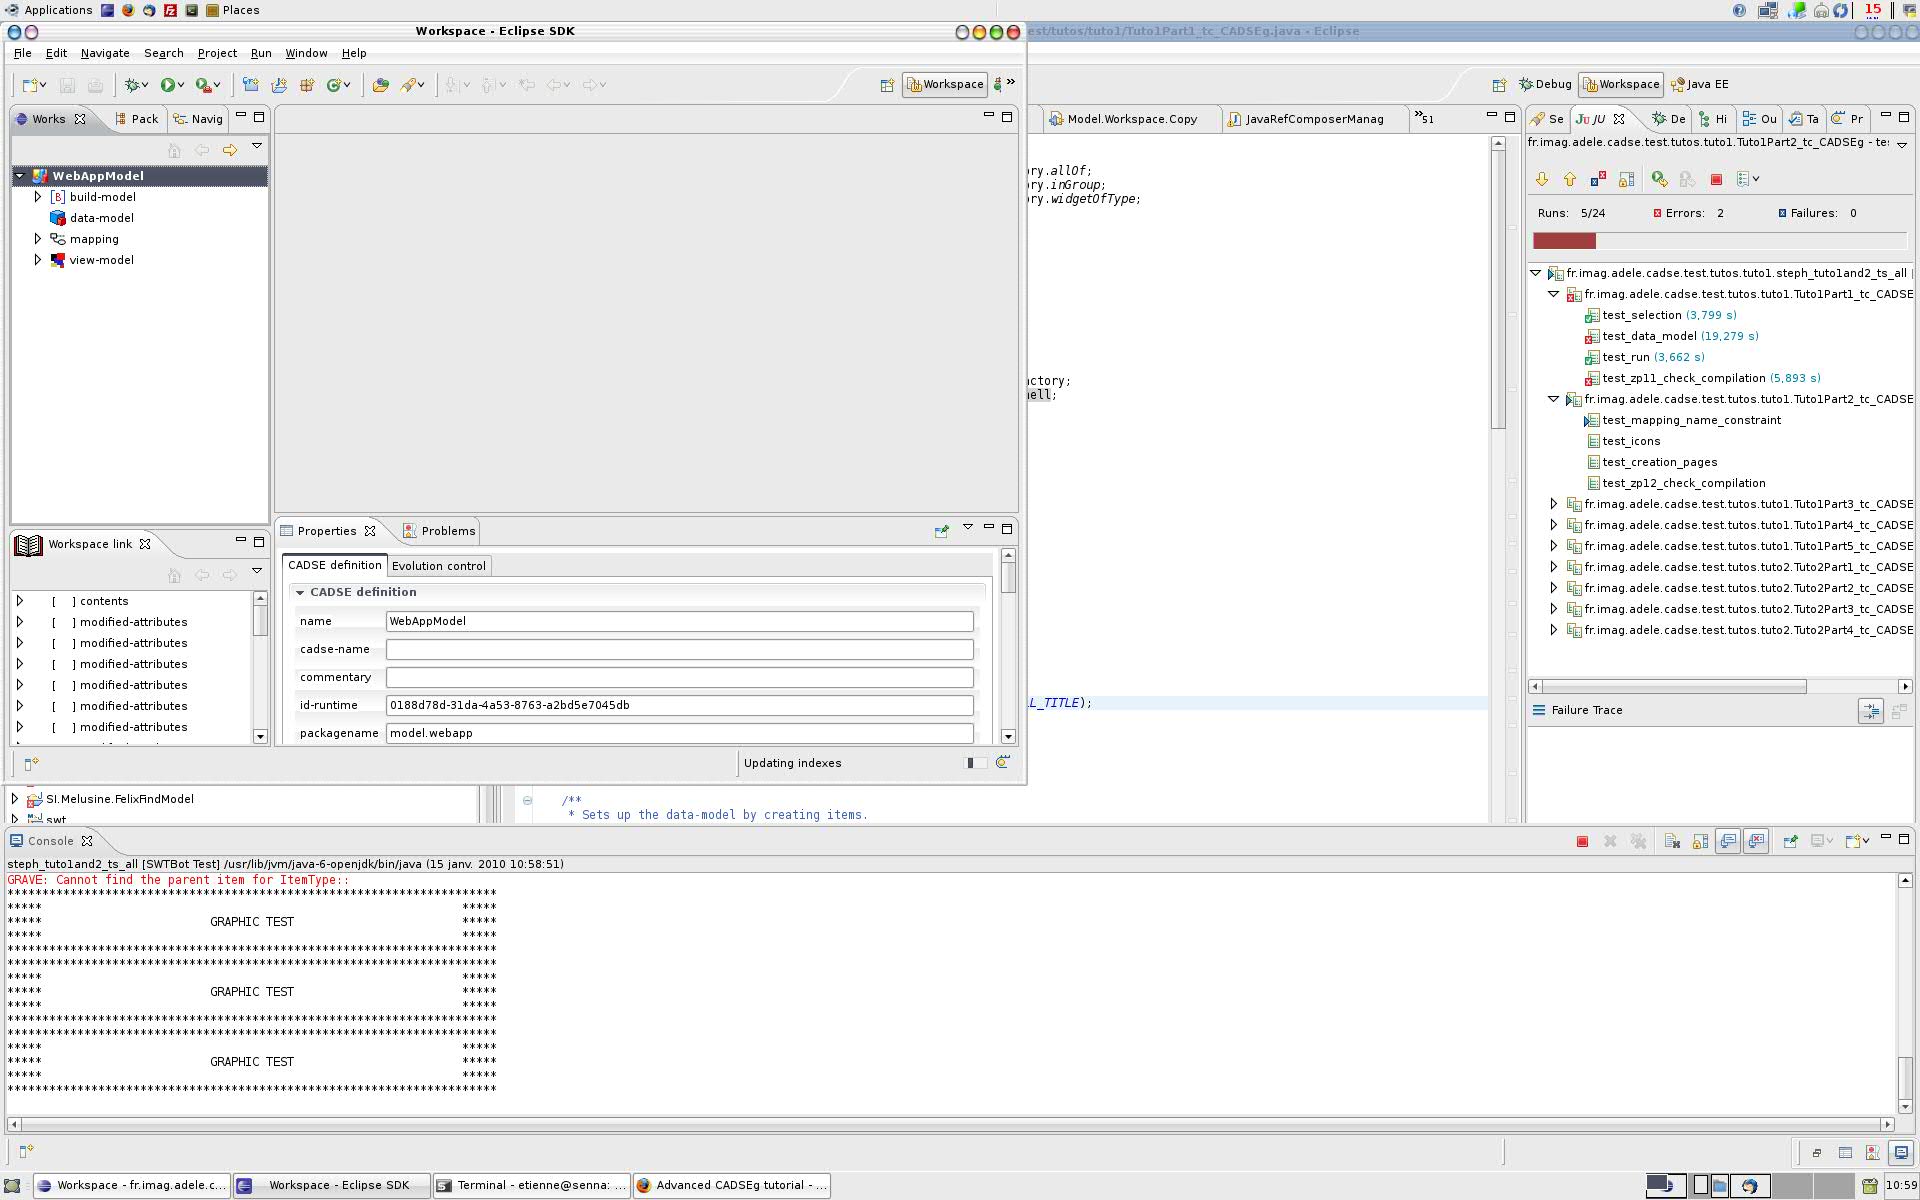 Applications Places 15
Workspace - Eclipse SDK
est/tutos/tuto1/Tuto1Part1_tc_CADSEg.java - Eclipse
File Edit Navigate Search Project Run Window Help
Workspace »
Debug Workspace Java EE
Works Pack Navig
Model.Workspace.Copy JavaRefComposerManag »51
Se Ju JU De Hi Ou Ta Pr
fr.imag.adele.cadse.test.tutos.tuto1.Tuto1Part2_tc_CADSEg - te:
WebAppModel
build-model
data-model
mapping
view-model
ry.allOf;
ry.inGroup;
ry.widgetOfType;
actory;
hell;
L_TITLE);
Runs: 5/24 Errors: 2 Failures: 0
fr.imag.adele.cadse.test.tutos.tuto1.steph_tuto1and2_ts_all
fr.imag.adele.cadse.test.tutos.tuto1.Tuto1Part1_tc_CADSE
test_selection (3,799 s)
test_data_model (19,279 s)
test_run (3,662 s)
test_zp11_check_compilation (5,893 s)
fr.imag.adele.cadse.test.tutos.tuto1.Tuto1Part2_tc_CADSE
test_mapping_name_constraint
test_icons
test_creation_pages
test_zp12_check_compilation
fr.imag.adele.cadse.test.tutos.tuto1.Tuto1Part3_tc_CADSE
fr.imag.adele.cadse.test.tutos.tuto1.Tuto1Part4_tc_CADSE
fr.imag.adele.cadse.test.tutos.tuto1.Tuto1Part5_tc_CADSE
fr.imag.adele.cadse.test.tutos.tuto2.Tuto2Part1_tc_CADSE
fr.imag.adele.cadse.test.tutos.tuto2.Tuto2Part2_tc_CADSE
fr.imag.adele.cadse.test.tutos.tuto2.Tuto2Part3_tc_CADSE
fr.imag.adele.cadse.test.tutos.tuto2.Tuto2Part4_tc_CADSE
Failure Trace
Workspace link
[ ] contents
[ ] modified-attributes
[ ] modified-attributes
[ ] modified-attributes
[ ] modified-attributes
[ ] modified-attributes
[ ] modified-attributes
Properties Problems
CADSE definition Evolution control
CADSE definition
name WebAppModel
cadse-name
commentary
id-runtime 0188d78d-31da-4a53-8763-a2bd5e7045db
packagename model.webapp
Updating indexes
SI.Melusine.FelixFindModel
swt
/**
* Sets up the data-model by creating items.
Console
steph_tuto1and2_ts_all [SWTBot Test] /usr/lib/jvm/java-6-openjdk/bin/java (15 janv. 2010 10:58:51)
GRAVE: Cannot find the parent item for ItemType::
**********************************************************************
***** *****
***** GRAPHIC TEST *****
***** *****
**********************************************************************
**********************************************************************
***** *****
***** GRAPHIC TEST *****
***** *****
**********************************************************************
**********************************************************************
***** *****
***** GRAPHIC TEST *****
***** *****
**********************************************************************
Workspace - fr.imag.adele.c... Workspace - Eclipse SDK Terminal - etienne@senna: ... Advanced CADSEg tutorial - ... 10:59